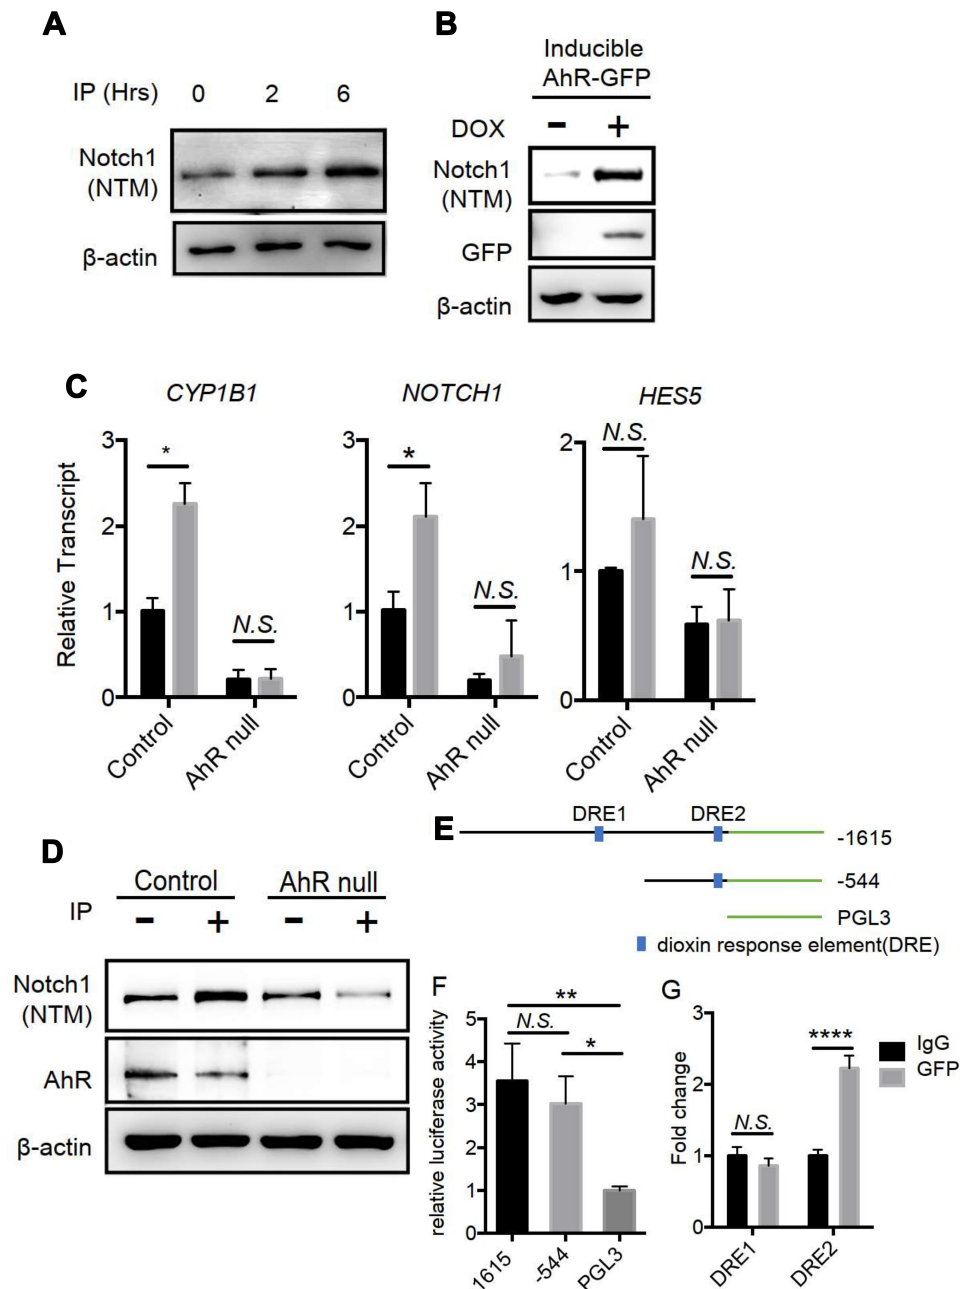 A
IP (Hrs) 0 2 6
Notch1
(NTM)
β-actin
B
Inducible
AhR-GFP
DOX - +
Notch1
(NTM)
GFP
β-actin
C
CYP1B1
NOTCH1
HES5
Relative Transcript
3
2
1
0
*
N.S.
Control
AhR null
3
2
1
0
*
N.S.
Control
AhR null
2
1
0
N.S.
N.S.
Control
AhR null
D
Control AhR null
IP - + - +
Notch1
(NTM)
AhR
β-actin
E
DRE1 DRE2
-1615
-544
PGL3
dioxin response element(DRE)
F
relative luciferase activity
5
4
3
2
1
0
**
N.S.
*
1615
-544
PGL3
G
Fold change
3
2
1
0
N.S.
****
DRE1
DRE2
IgG
GFP